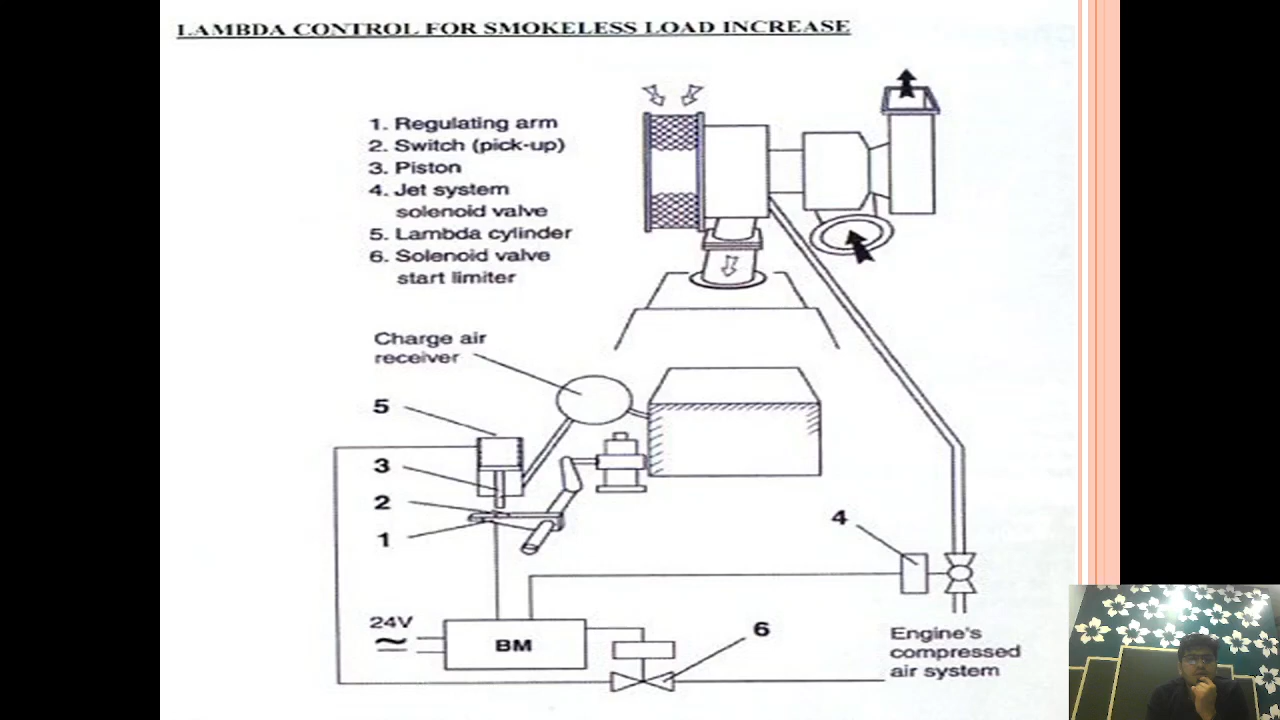 LAMBDA CONTROL FOR SMOKELESS LOAD INCREASE
1. Regulating arm
2. Switch (pick-up)
3. Piston
4. Jet system
solenoid valve
5. Lambda cylinder
6. Solenoid valve
start limiter
Charge air
receiver
5
3
2
1
4
24V
BM
6
Engine's
compressed
air system